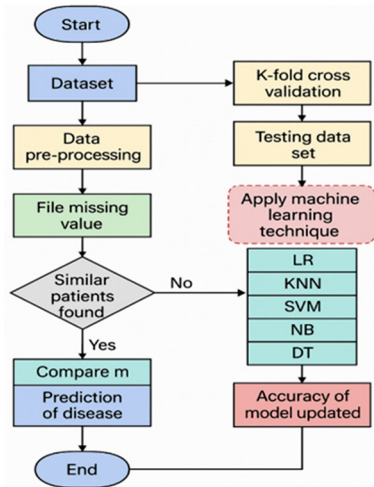 Start
Dataset
Data
pre-processing
File missing
value
Similar
patients
found
No
Yes
Compare m
Prediction
of disease
End
K-fold cross
validation
Testing data
set
Apply machine
learning
technique
LR
KNN
SVM
NB
DT
Accuracy of
model updated